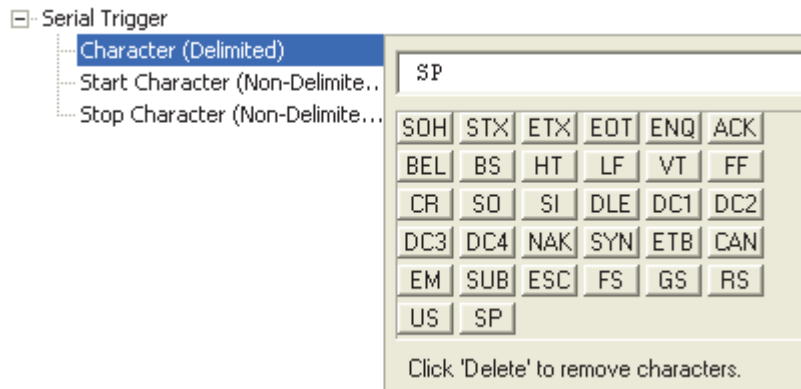 Serial Trigger
Character (Delimited)
Start Character (Non-Delimite..
Stop Character (Non-Delimite...
SP
SOH STX ETX EOT ENQ ACK
BEL BS HT LF VT FF
CR SO SI DLE DC1 DC2
DC3 DC4 NAK SYN ETB CAN
EM SUB ESC FS GS RS
US SP
Click 'Delete' to remove characters.